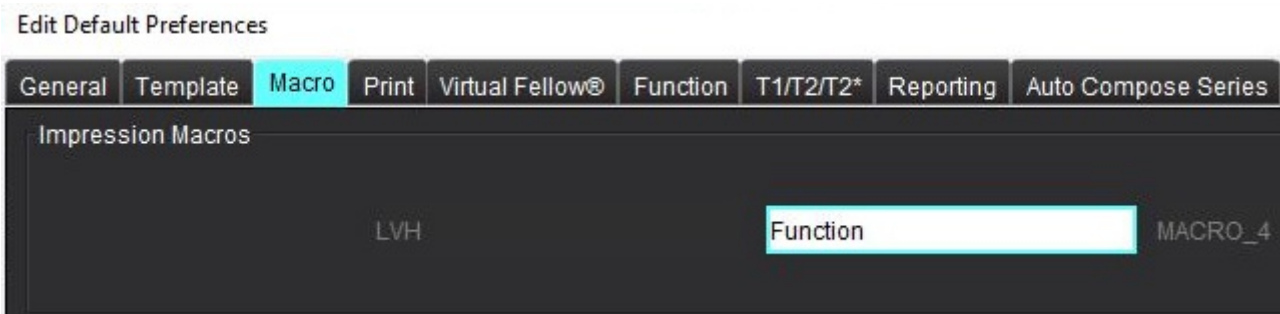 Edit Default Preferences
General Template Macro Print Virtual Fellow® Function T1/T2/T2* Reporting Auto Compose Series
Impression Macros
LVH Function MACRO_4